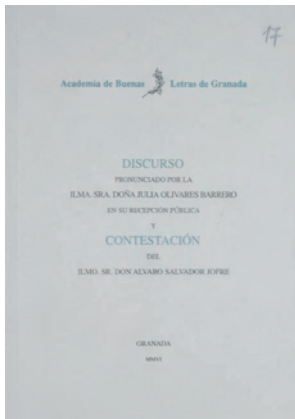 17
Academia de Buenas Letras de Granada
DISCURSO
PRONUNCIADO POR LA
ILMA. SRA. DOÑA JULIA OLIVARES BARRERO
EN SU RECEPCIÓN PÚBLICA
Y
CONTESTACIÓN
DEL
ILMO. SR. DON ALVARO SALVADOR JOFRE
GRANADA
MMVI